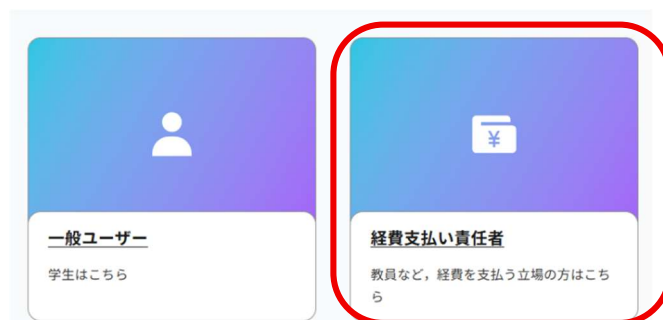 一般ユーザー
学生はこちら
¥
経費支払い責任者
教員など，経費を支払う立場の方はこち
ら